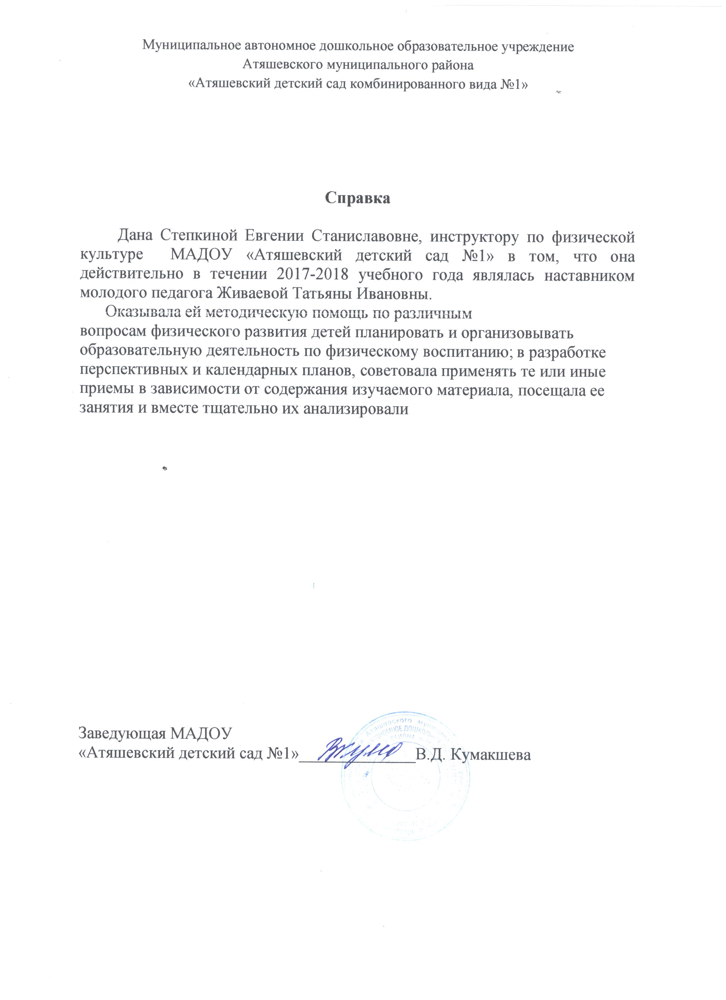 Муниципальное автономное дошкольное образовательное учреждение
Атяшевского муниципального района
«Атяшевский детский сад комбинированного вида №1»
Справка
Дана Степкиной Евгении Станиславовне, инструктору по физической
культуре МАДОУ «Атяшевский детский сад №1» в том, что она
действительно в течении 2017-2018 учебного года являлась наставником
молодого педагога Живаевой Татьяны Ивановны.
Оказывала ей методическую помощь по различным
вопросам физического развития детей планировать и организовывать
образовательную деятельность по физическому воспитанию; в разработке
перспективных и календарных планов, советовала применять те или иные
приемы в зависимости от содержания изучаемого материала, посещала ее
занятия и вместе тщательно их анализировали
Заведующая МАДОУ
«Атяшевский детский сад №1»______________В.Д. Кумакшева
Атяшевского
ДОШКОЛЬНОЕ
РАЙОНА